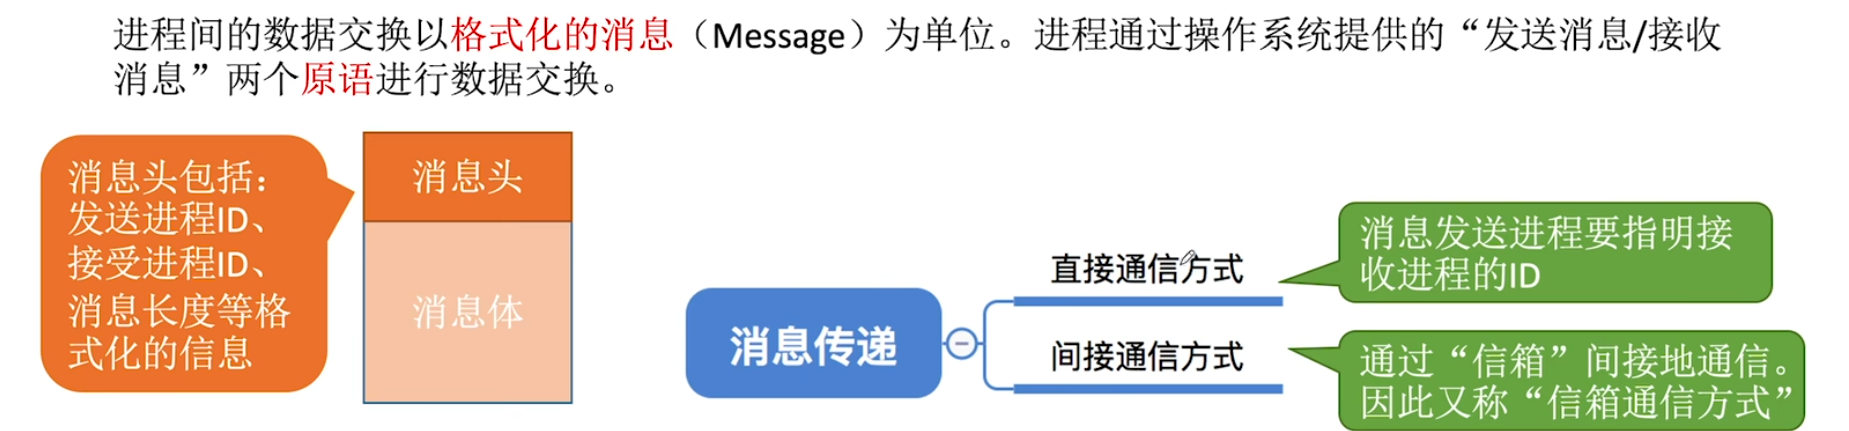 进程间的数据交换以格式化的消息（Message）为单位。进程通过操作系统提供的“发送消息/接收
消息”两个原语进行数据交换。
消息头包括：
发送进程ID、
接受进程ID、
消息长度等格
式化的信息
消息头
消息体
消息传递
直接通信方式
消息发送进程要指明接
收进程的ID
间接通信方式
通过“信箱”间接地通信。
因此又称“信箱通信方式”